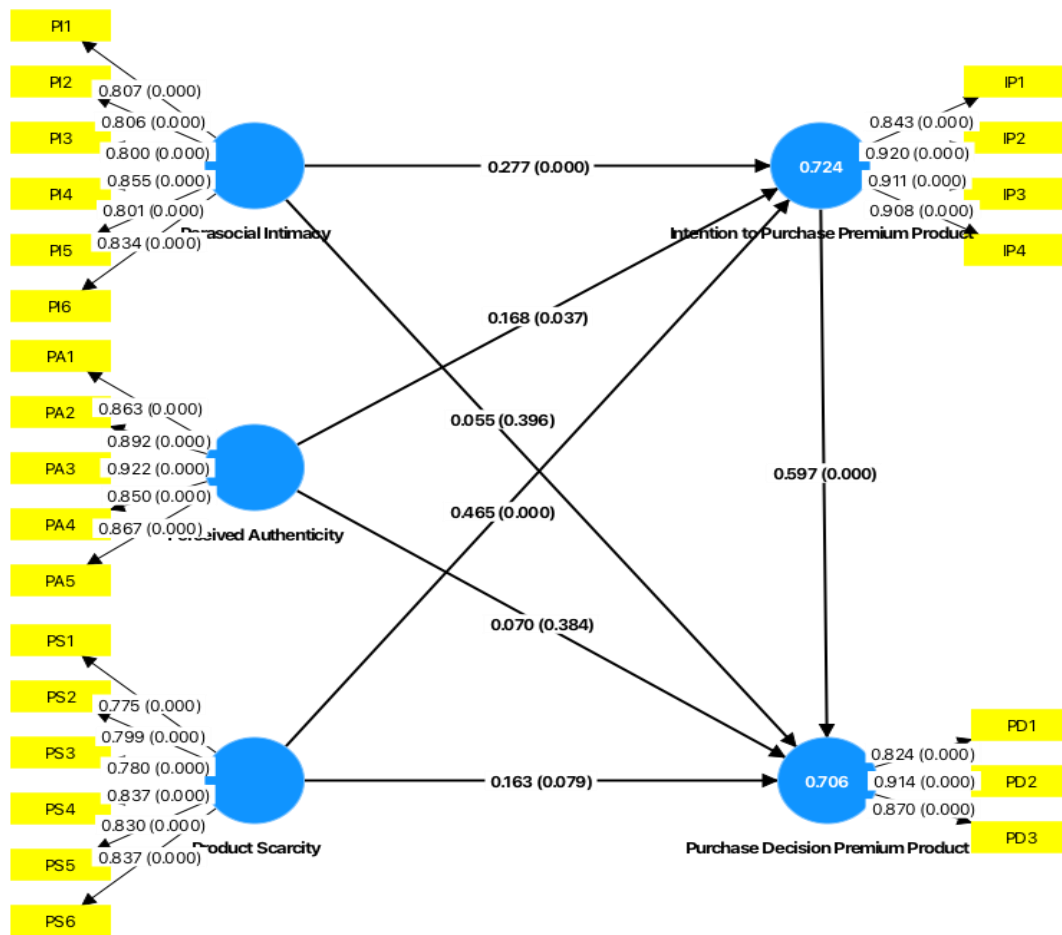 PI1
PI2
PI3
PI4
PI5
PI6
0.807 (0.000)
0.806 (0.000)
0.800 (0.000)
0.855 (0.000)
0.801 (0.000)
0.834 (0.000)
Parasocial Intimacy
PA1
PA2
PA3
PA4
PA5
0.863 (0.000)
0.892 (0.000)
0.922 (0.000)
0.850 (0.000)
0.867 (0.000)
Perceived Authenticity
PS1
PS2
PS3
PS4
PS5
PS6
0.775 (0.000)
0.799 (0.000)
0.780 (0.000)
0.837 (0.000)
0.830 (0.000)
0.837 (0.000)
Product Scarcity
0.277 (0.000)
0.168 (0.037)
0.055 (0.396)
0.465 (0.000)
0.070 (0.384)
0.163 (0.079)
0.597 (0.000)
0.724
Intention to Purchase Premium Product
0.843 (0.000)
0.920 (0.000)
0.911 (0.000)
0.908 (0.000)
IP1
IP2
IP3
IP4
0.706
Purchase Decision Premium Product
0.824 (0.000)
0.914 (0.000)
0.870 (0.000)
PD1
PD2
PD3